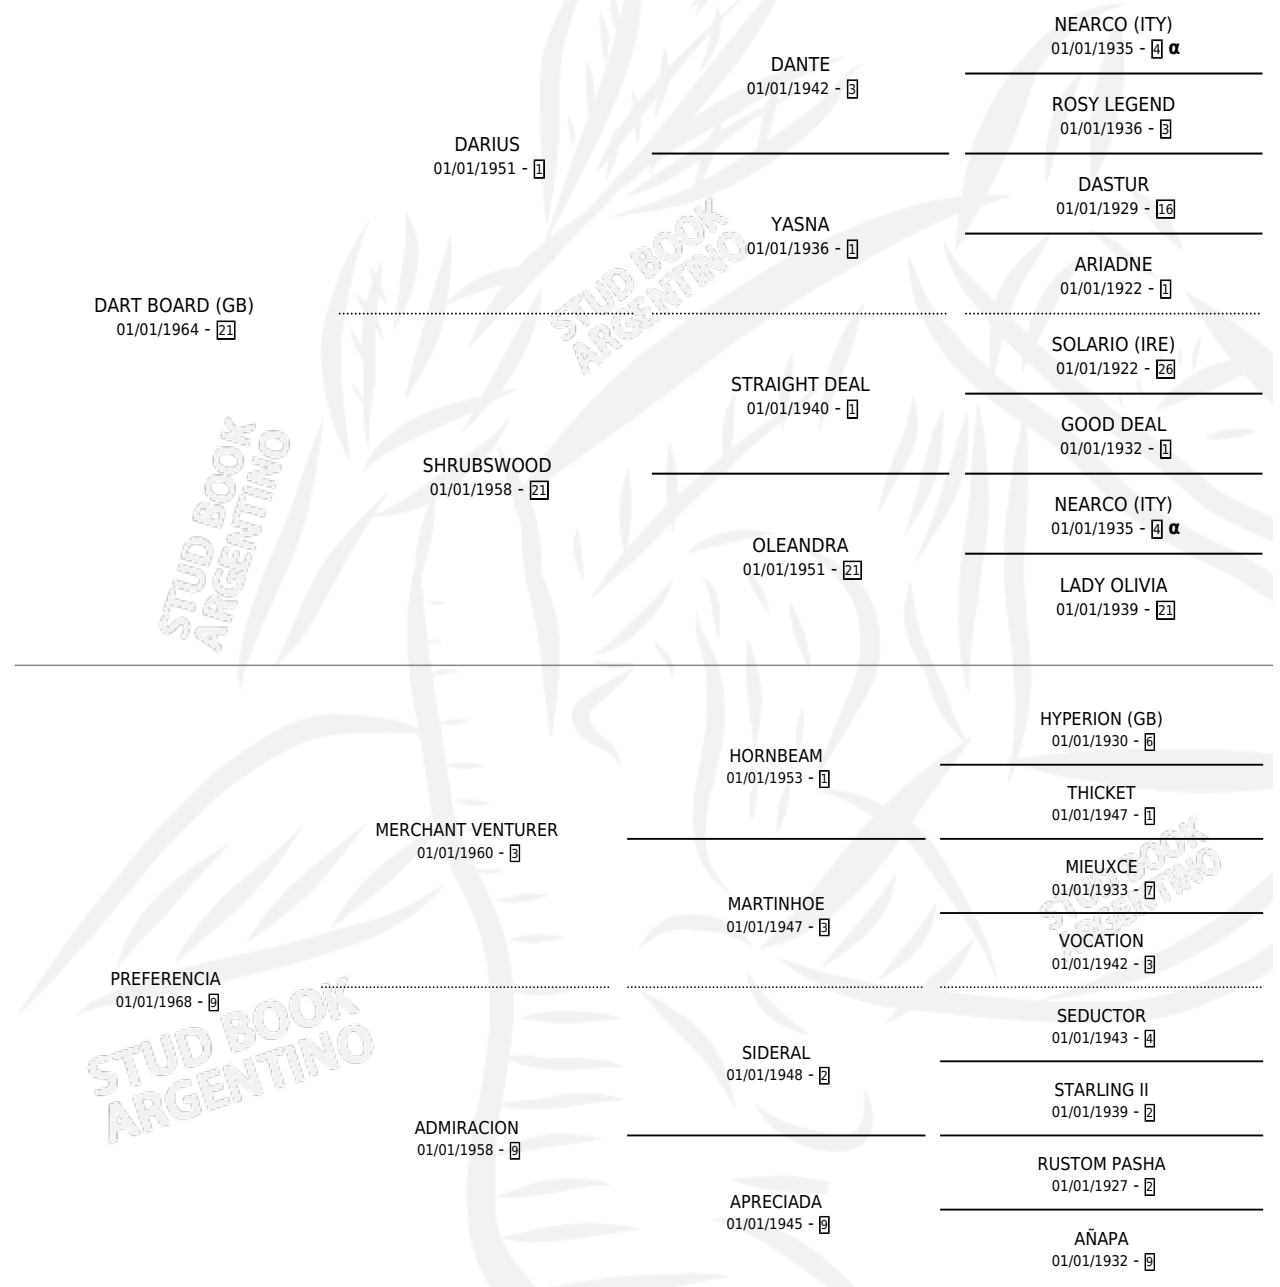 NEARCO (ITY)
01/01/1935 - 4 α
DANTE
01/01/1942 - 3
ROSY LEGEND
01/01/1936 - 3
DARIUS
01/01/1951 - 1
DASTUR
01/01/1929 - 16
YASNA
01/01/1936 - 1
ARIADNE
01/01/1922 - 1
DART BOARD (GB)
01/01/1964 - 21
SOLARIO (IRE)
01/01/1922 - 26
STRAIGHT DEAL
01/01/1940 - 1
GOOD DEAL
01/01/1932 - 1
SHRUBSWOOD
01/01/1958 - 21
NEARCO (ITY)
01/01/1935 - 4 α
OLEANDRA
01/01/1951 - 21
LADY OLIVIA
01/01/1939 - 21
HYPERION (GB)
01/01/1930 - 6
HORNBEAM
01/01/1953 - 1
THICKET
01/01/1947 - 1
MERCHANT VENTURER
01/01/1960 - 3
MIEUXCE
01/01/1933 - 7
MARTINHOE
01/01/1947 - 3
VOCATION
01/01/1942 - 3
PREFERENCIA
01/01/1968 - 9
SEDUCTOR
01/01/1943 - 4
SIDERAL
01/01/1948 - 2
STARLING II
01/01/1939 - 2
ADMIRACION
01/01/1958 - 9
RUSTOM PASHA
01/01/1927 - 2
APRECIADA
01/01/1945 - 9
AÑAPA
01/01/1932 - 9
STUD BOOK
ARGENTINO
STUD BOOK
ARGENTINO
STUD BOOK
ARGENTINO
STUD BOOK
ARGENTINO